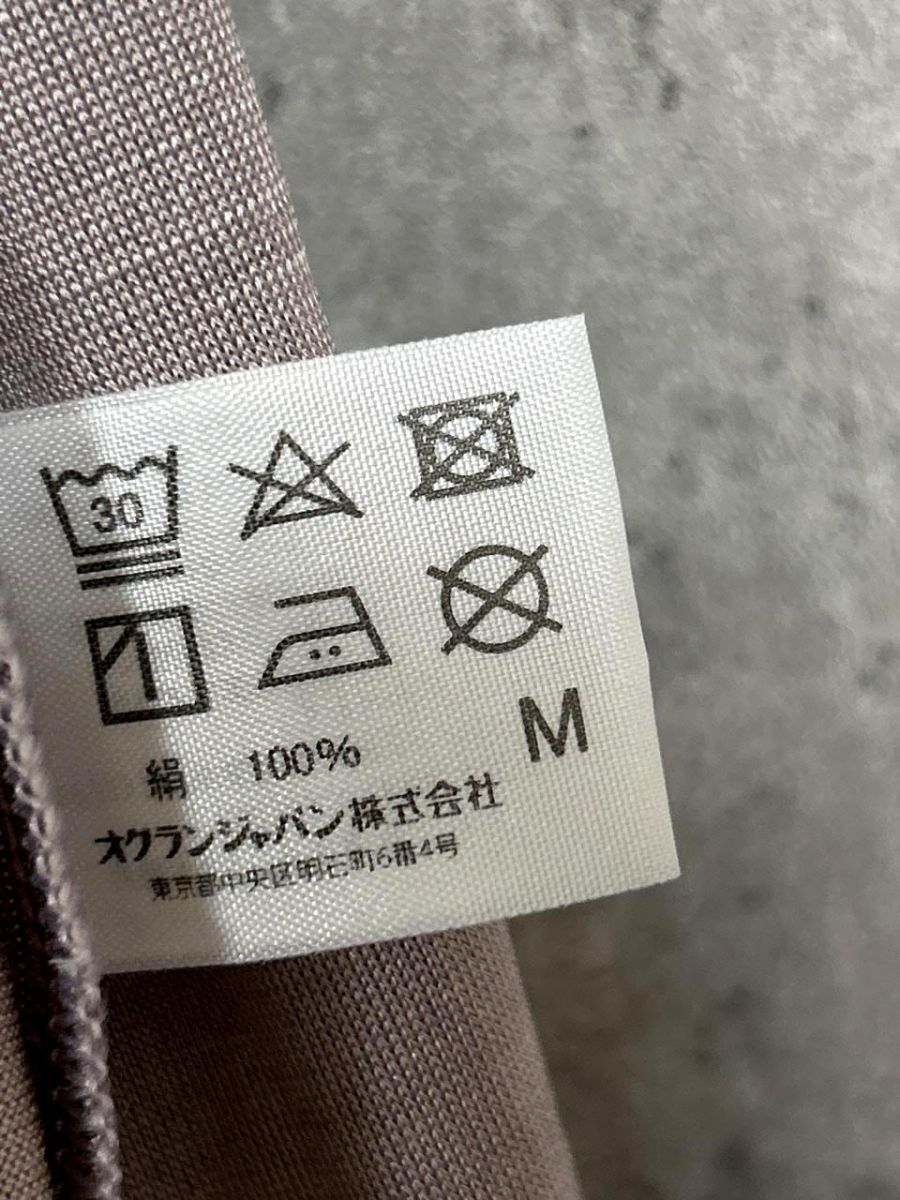 30
M
絹 100%
オクランジャパン株式会社
東京都中央区明石町6番4号